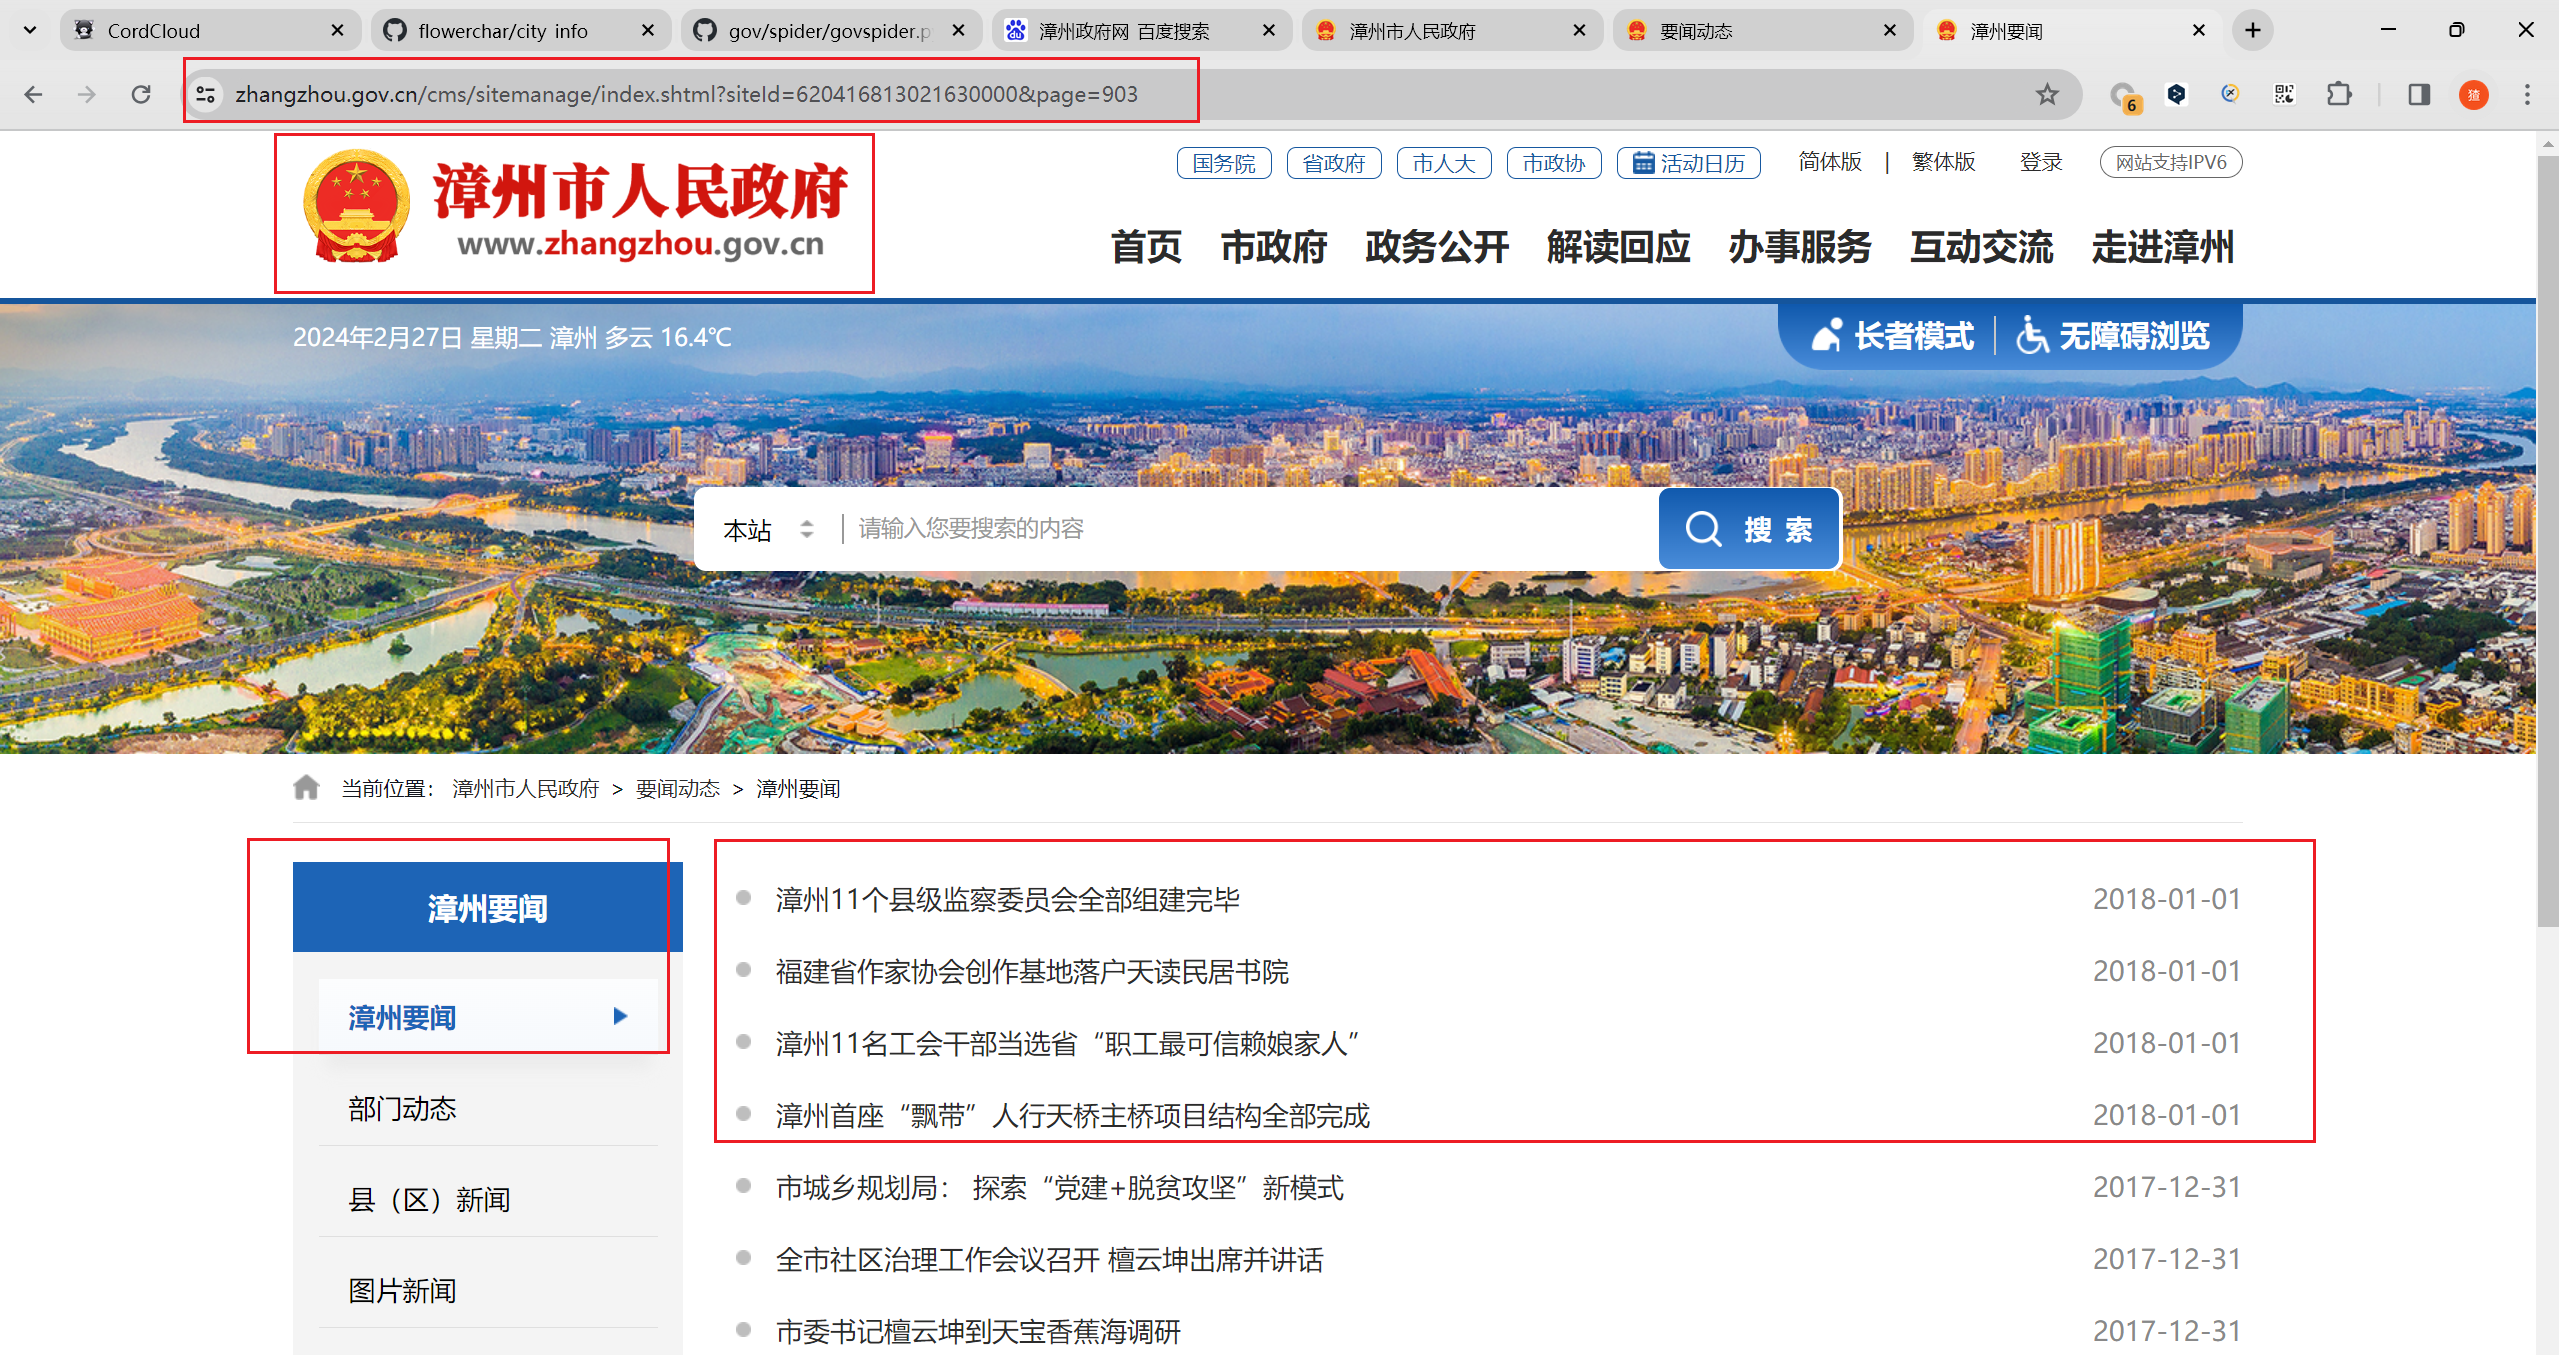 CordCloud
flowerchar/city info
gov/spider/govspider.p
漳州政府网 百度搜索
漳州市人民政府
要闻动态
漳州要闻
zhangzhou.gov.cn/cms/sitemanage/index.shtml?siteId=620416813021630000&page=903
6
漳州市人民政府
www.zhangzhou.gov.cn
国务院 省政府 市人大 市政协 活动日历 简体版 | 繁体版 登录 网站支持IPV6
首页 市政府 政务公开 解读回应 办事服务 互动交流 走进漳州
2024年2月27日 星期二 漳州 多云 16.4℃
长者模式 无障碍浏览
本站 请输入您要搜索的内容 搜 索
当前位置： 漳州市人民政府 > 要闻动态 > 漳州要闻
漳州要闻
漳州要闻
部门动态
县（区）新闻
图片新闻
漳州11个县级监察委员会全部组建完毕 2018-01-01
福建省作家协会创作基地落户天读民居书院 2018-01-01
漳州11名工会干部当选省“职工最可信赖娘家人” 2018-01-01
漳州首座“飘带”人行天桥主桥项目结构全部完成 2018-01-01
市城乡规划局： 探索“党建+脱贫攻坚”新模式 2017-12-31
全市社区治理工作会议召开 檀云坤出席并讲话 2017-12-31
市委书记檀云坤到天宝香蕉海调研 2017-12-31